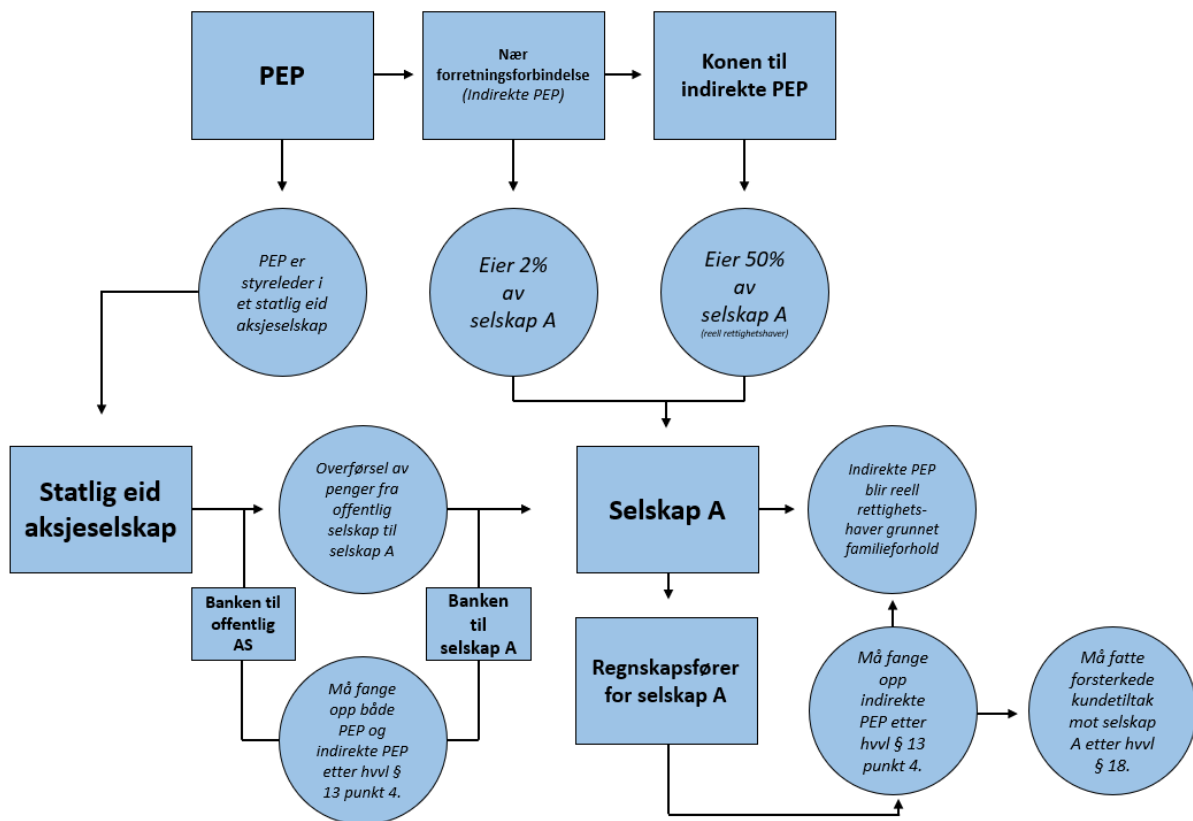 PEP
Nær
forretningsforbindelse
(Indirekte PEP)
Konen til
indirekte PEP
PEP er
styreleder i
et statlig eid
aksjeselskap
Eier 2%
av
selskap A
Eier 50%
av
selskap A
(reell rettighetshaver)
Statlig eid
aksjeselskap
Overførsel av
penger fra
offentlig
selskap til
selskap A
Selskap A
Indirekte PEP
blir reell
rettighets-
haver grunnet
familieforhold
Banken til
offentlig
AS
Banken
til
selskap A
Må fange
opp både
PEP og
indirekte PEP
etter hvvl §
13 punkt 4.
Regnskapsfører
for selskap A
Må fange
opp
indirekte
PEP etter
hvvl § 13
punkt 4.
Må fatte
forsterkede
kundetiltak
mot selskap
A etter hvvl
§ 18.